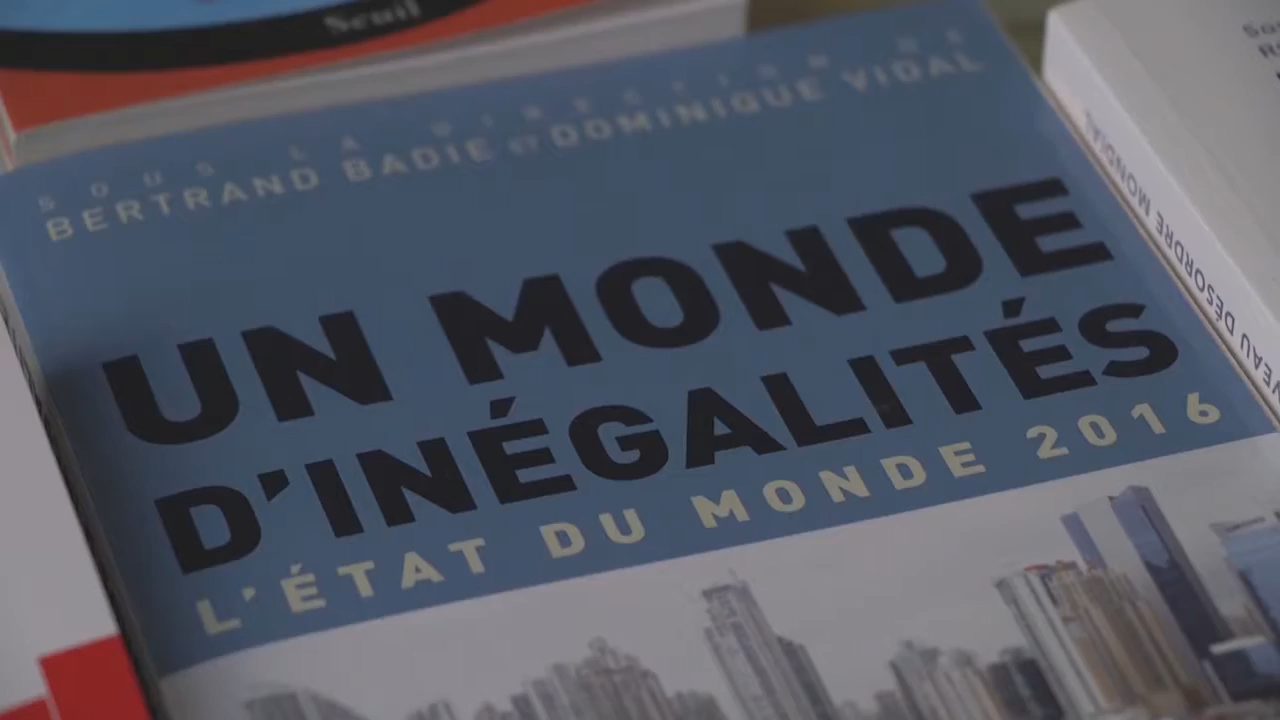 Seuil
SOUS LA DIRECTION DE
BERTRAND BADIE et DOMINIQUE VIDAL
UN MONDE
D'INÉGALITÉS
L'ÉTAT DU MONDE 2016
VEAU DÉSORDRE MONDIAL